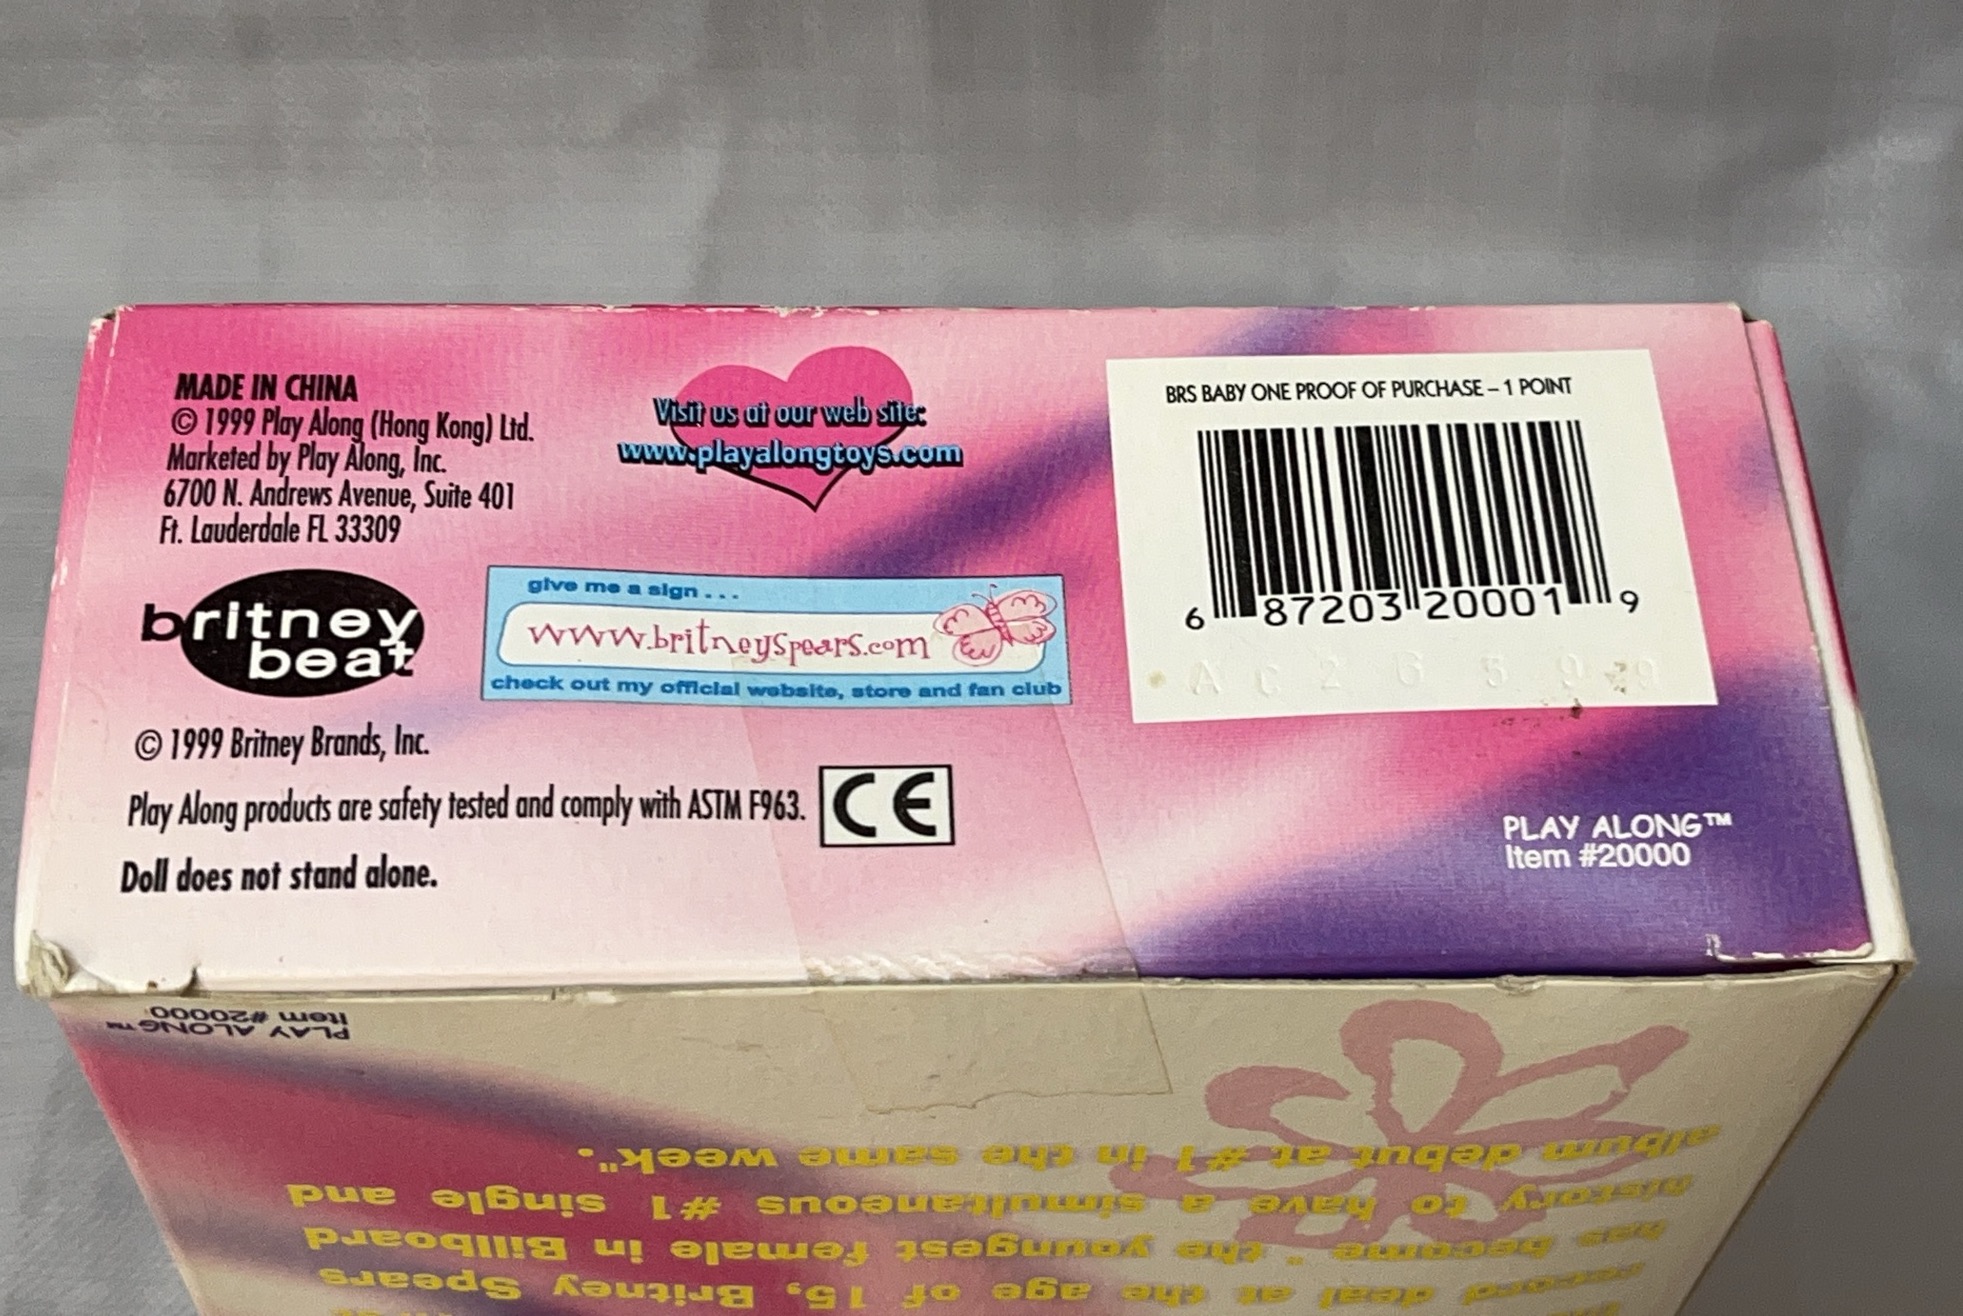 MADE IN CHINA
© 1999 Play Along (Hong Kong) Ltd.
Marketed by Play Along, Inc.
6700 N. Andrews Avenue, Suite 401
Ft. Lauderdale FL 33309
Visit us at our web site:
www.playalongtoys.com
BRS BABY ONE PROOF OF PURCHASE – 1 POINT
6 87203 20001 9
AC265 9 9
britney
beat
give me a sign . . .
www.britneyspears.com
check out my official website, store and fan club
© 1999 Britney Brands, Inc.
Play Along products are safety tested and comply with ASTM F963.
CE
Doll does not stand alone.
PLAY ALONG™
Item #20000
PLAY ALONG™
Item #20000
record deal at the age of 15, Britney Spears
has become "the youngest female in Billboard
history to have a simultaneous #1 single and
album debut at #1 in the same week".